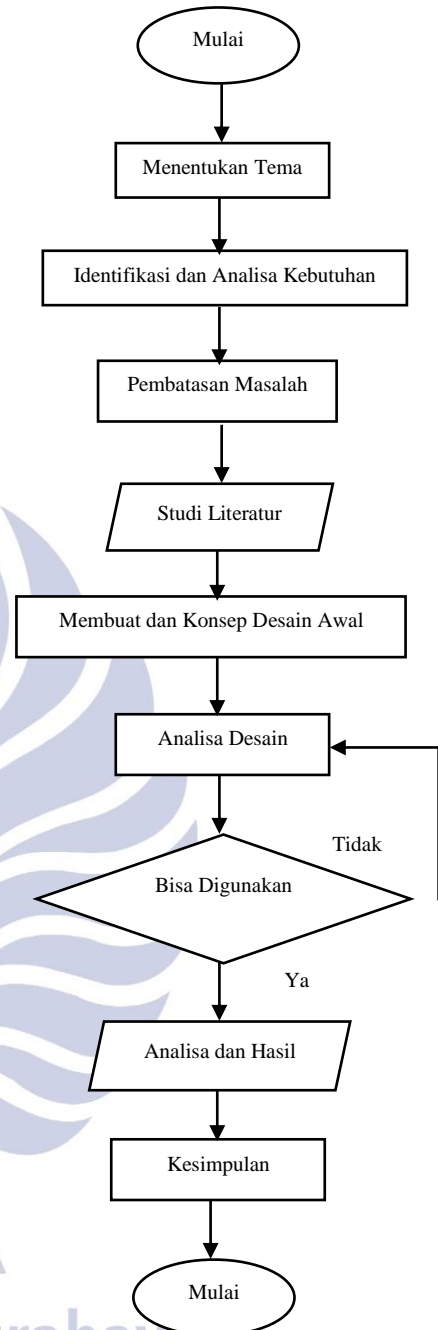 Mulai
Menentukan Tema
Identifikasi dan Analisa Kebutuhan
Pembatasan Masalah
Studi Literatur
Membuat dan Konsep Desain Awal
Analisa Desain
Tidak
Bisa Digunakan
Ya
Analisa dan Hasil
Kesimpulan
Mulai